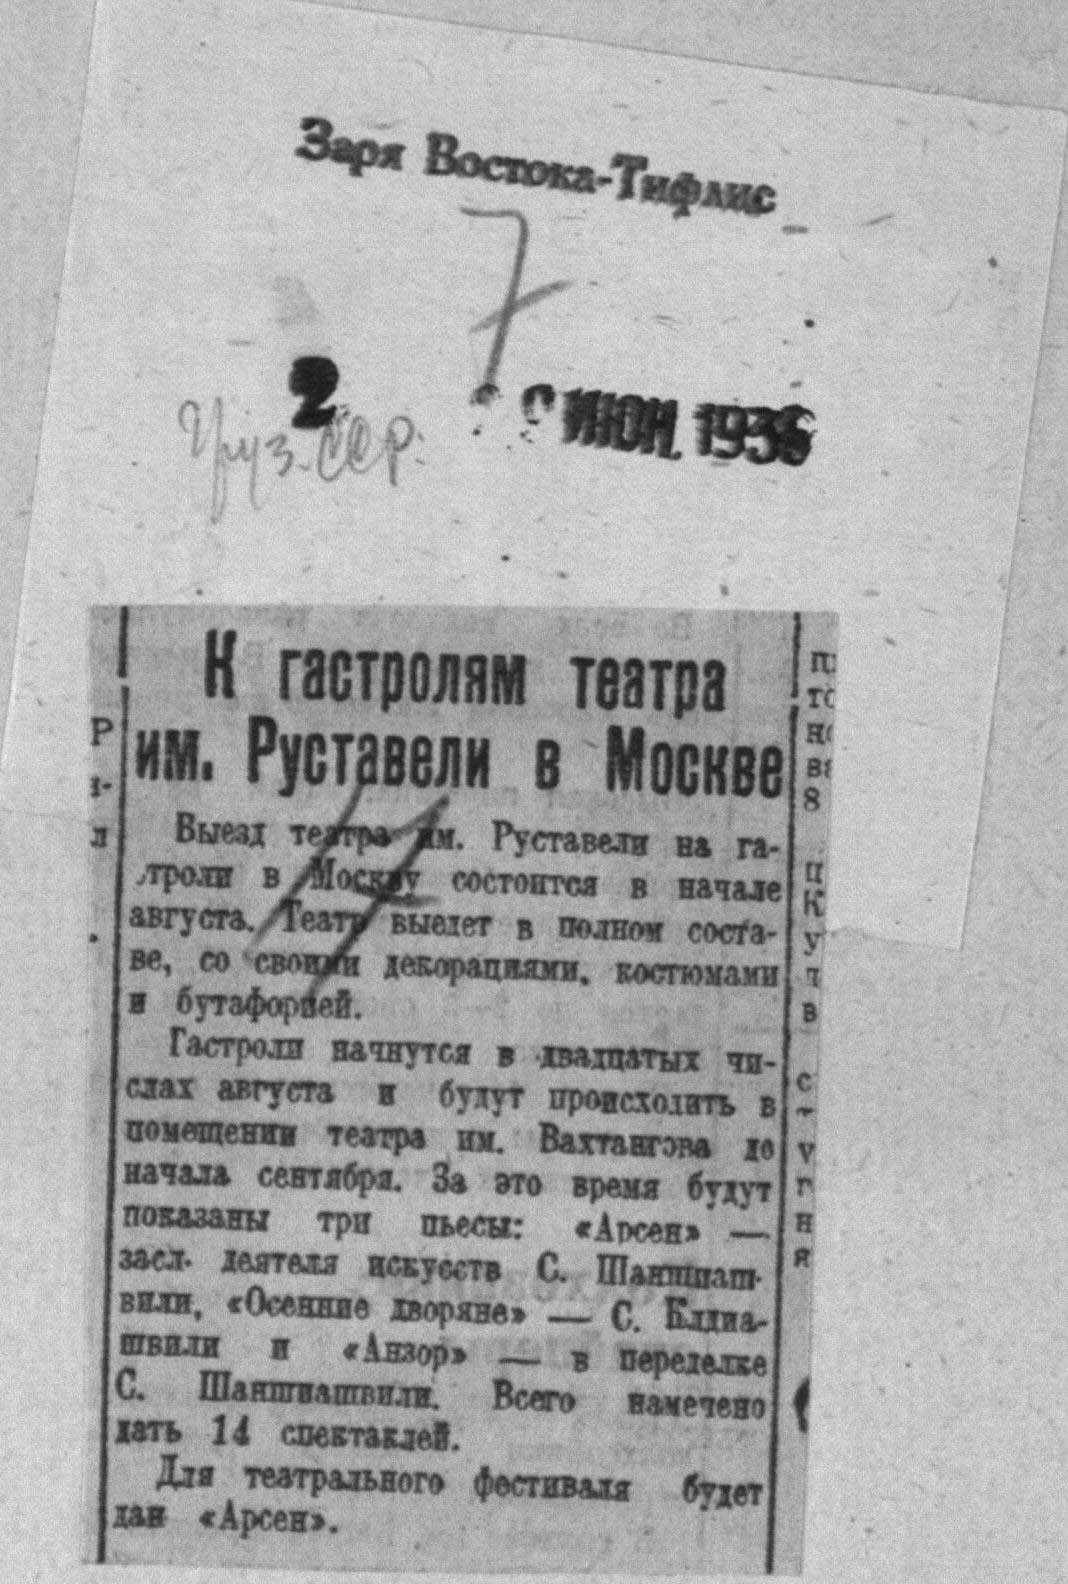 Заря Востока-Тифлис
7
2
ИЮН. 1936
Груз. ССР.
К гастролям театра
им. Руставели в Москве
Выезд театра им. Руставели на га-
троли в Москву состоится в начале
августа. Театр выедет в полном соста-
ве, со своими декорациями, костюмами
и бутафорией.
Гастроли начнутся в двадцатых чи-
слах августа и будут происходить в
помещении театра им. Вахтангова до
начала сентября. За это время будут
показаны три пьесы: «Арсен» —
засл. деятеля искусств С. Шаншиаш-
вили, «Осенние дворяне» — С. Клдиа-
швили и «Анзор» — в переделке
С. Шаншиашвили. Всего намечено
дать 14 спектаклей.
Для театрального фестиваля будет
дан «Арсен».